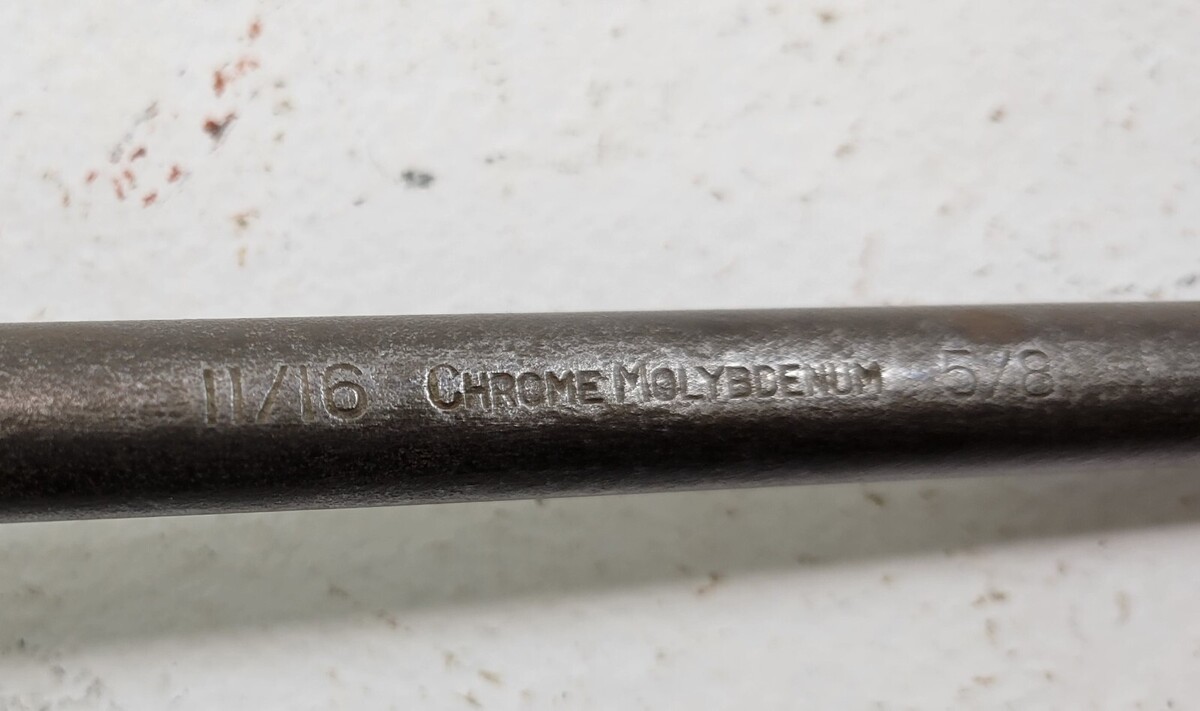 11/16 CHROME MOLYBDENUM 5/8